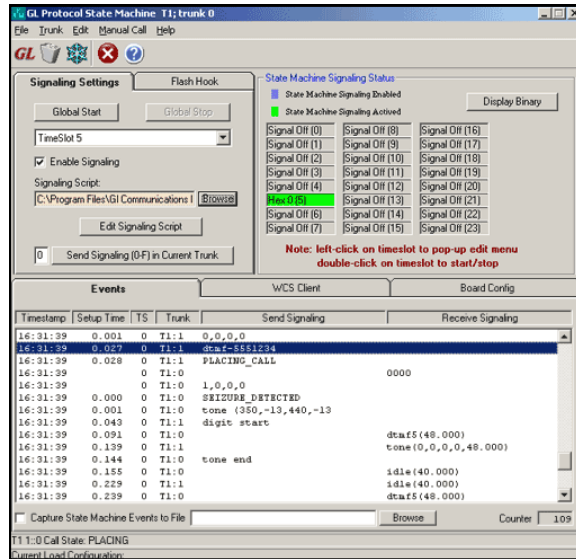 GL Protocol State Machine T1; trunk 0
File Trunk Edit Manual Call Help
GL
Signaling Settings
Flash Hook
Global Start
Global Stop
TimeSlot 5
Enable Signaling
Signaling Script:
C:\Program Files\Gl Communications I
Browse
Edit Signaling Script
0
Send Signaling (0-F) in Current Trunk
State Machine Signaling Status
State Machine Signaling Enabled
State Machine Signaling Actived
Display Binary
Signal Off (0) Signal Off (8) Signal Off (16)
Signal Off (1) Signal Off (9) Signal Off (17)
Signal Off (2) Signal Off (10) Signal Off (18)
Signal Off (3) Signal Off (11) Signal Off (19)
Signal Off (4) Signal Off (12) Signal Off (20)
Hex 0 (5) Signal Off (13) Signal Off (21)
Signal Off (6) Signal Off (14) Signal Off (22)
Signal Off (7) Signal Off (15) Signal Off (23)
Note: left-click on timeslot to pop-up edit menu
double-click on timeslot to start/stop
Events
WCS Client
Board Config
Timestamp Setup Time TS Trunk Send Signaling Receive Signaling
16:31:39 0.001 0 T1:1 0,0,0,0
16:31:39 0.027 0 T1:1 dtmf-5551234
16:31:39 0.028 0 T1:1 PLACING_CALL
16:31:39 0 T1:0 0000
16:31:39 0 T1:0 1,0,0,0
16:31:39 0.000 0 T1:0 SEIZURE_DETECTED
16:31:39 0.001 0 T1:0 tone (350,-13,440,-13
16:31:39 0.043 0 T1:1 digit start
16:31:39 0.091 0 T1:0 dtmf5(48.000)
16:31:39 0.139 0 T1:1 tone(0,0,0,0,48.000)
16:31:39 0.144 0 T1:0 tone end
16:31:39 0.155 0 T1:0 idle(40.000)
16:31:39 0.229 0 T1:1 idle(40.000)
16:31:39 0.239 0 T1:0 dtmf5(48.000)
Capture State Machine Events to File
Browse
Counter 109
T1 1::0 Call State: PLACING
Current Load Configuration: